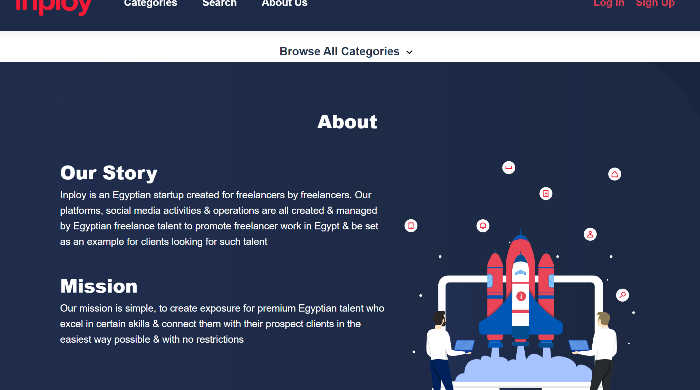 Inploy Categories Search About Us Log In Sign Up
Browse All Categories
About
Our Story
Inploy is an Egyptian startup created for freelancers by freelancers. Our
platforms, social media activities & operations are all created & managed
by Egyptian freelance talent to promote freelancer work in Egypt & be set
as an example for clients looking for such talent
Mission
Our mission is simple, to create exposure for premium Egyptian talent who
excel in certain skills & connect them with their prospect clients in the
easiest way possible & with no restrictions